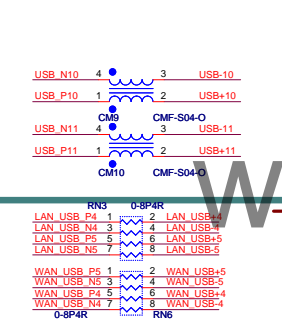 USB_N10 4 3 USB-10
USB_P10 1 2 USB+10
CM9 CMF-S04-O
USB_N11 4 3 USB-11
USB_P11 1 2 USB+11
CM10 CMF-S04-O
W
RN3 0-8P4R
LAN_USB_P4 1 2 LAN_USB+4
LAN_USB_N4 3 4 LAN_USB-4
LAN_USB_P5 5 6 LAN_USB+5
LAN_USB_N5 7 8 LAN_USB-5
WAN_USB_P5 1 2 WAN_USB+5
WAN_USB_N5 3 4 WAN_USB-5
WAN_USB_P4 5 6 WAN_USB+4
WAN_USB_N4 7 8 WAN_USB-4
0-8P4R RN6